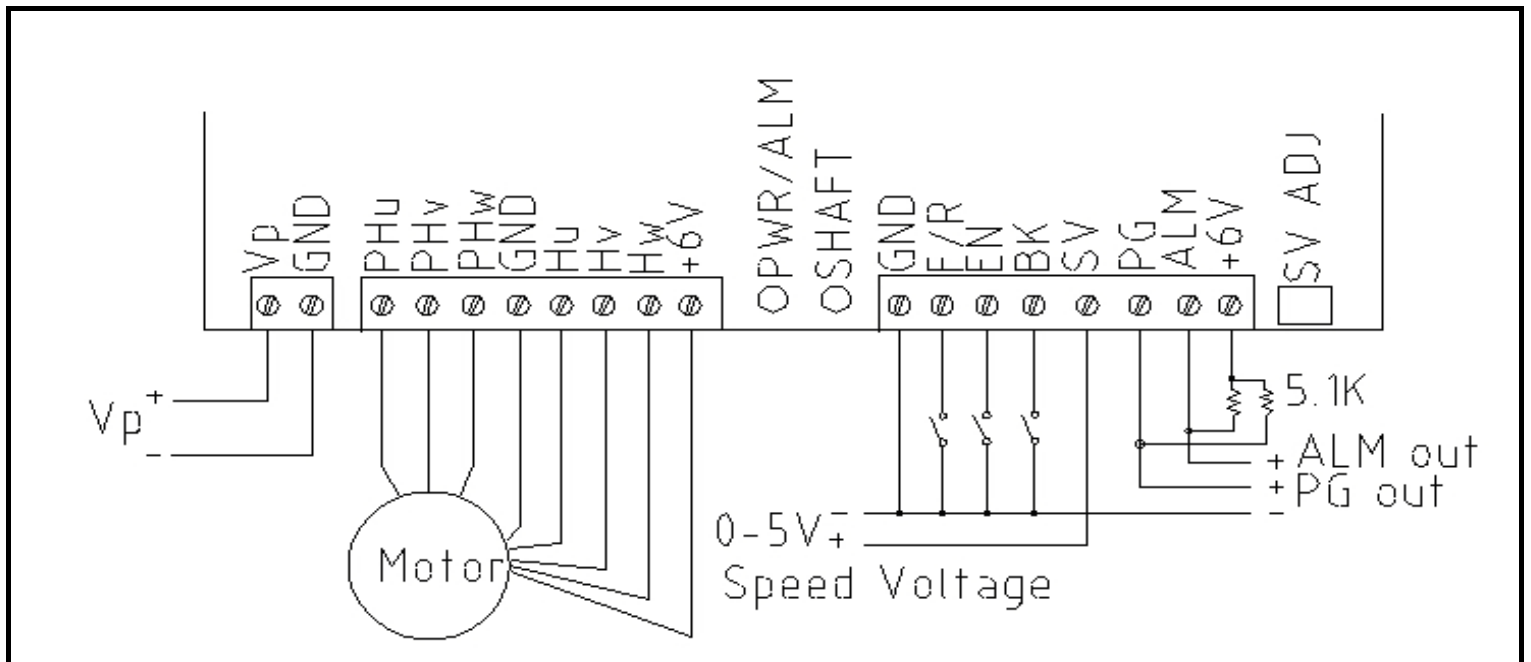 Vp
GND
PHu
PHv
PHw
GND
Hu
Hv
Hw
+6V
OPWR/ALM
OSHAFT
GND
F/R
EN
BK
SV
PG
ALM
+6V
SV ADJ
Vp
+
-
Motor
5.1K
+ ALM out
+ PG out
-
0-5V
-
+
Speed Voltage